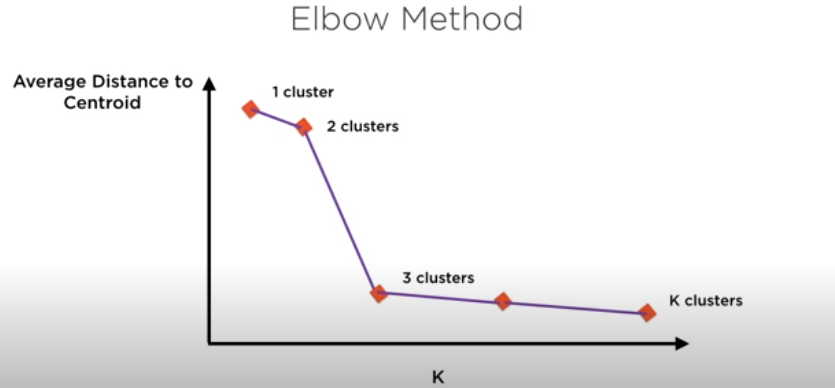 Elbow Method
Average Distance to
Centroid
1 cluster
2 clusters
3 clusters
K clusters
K